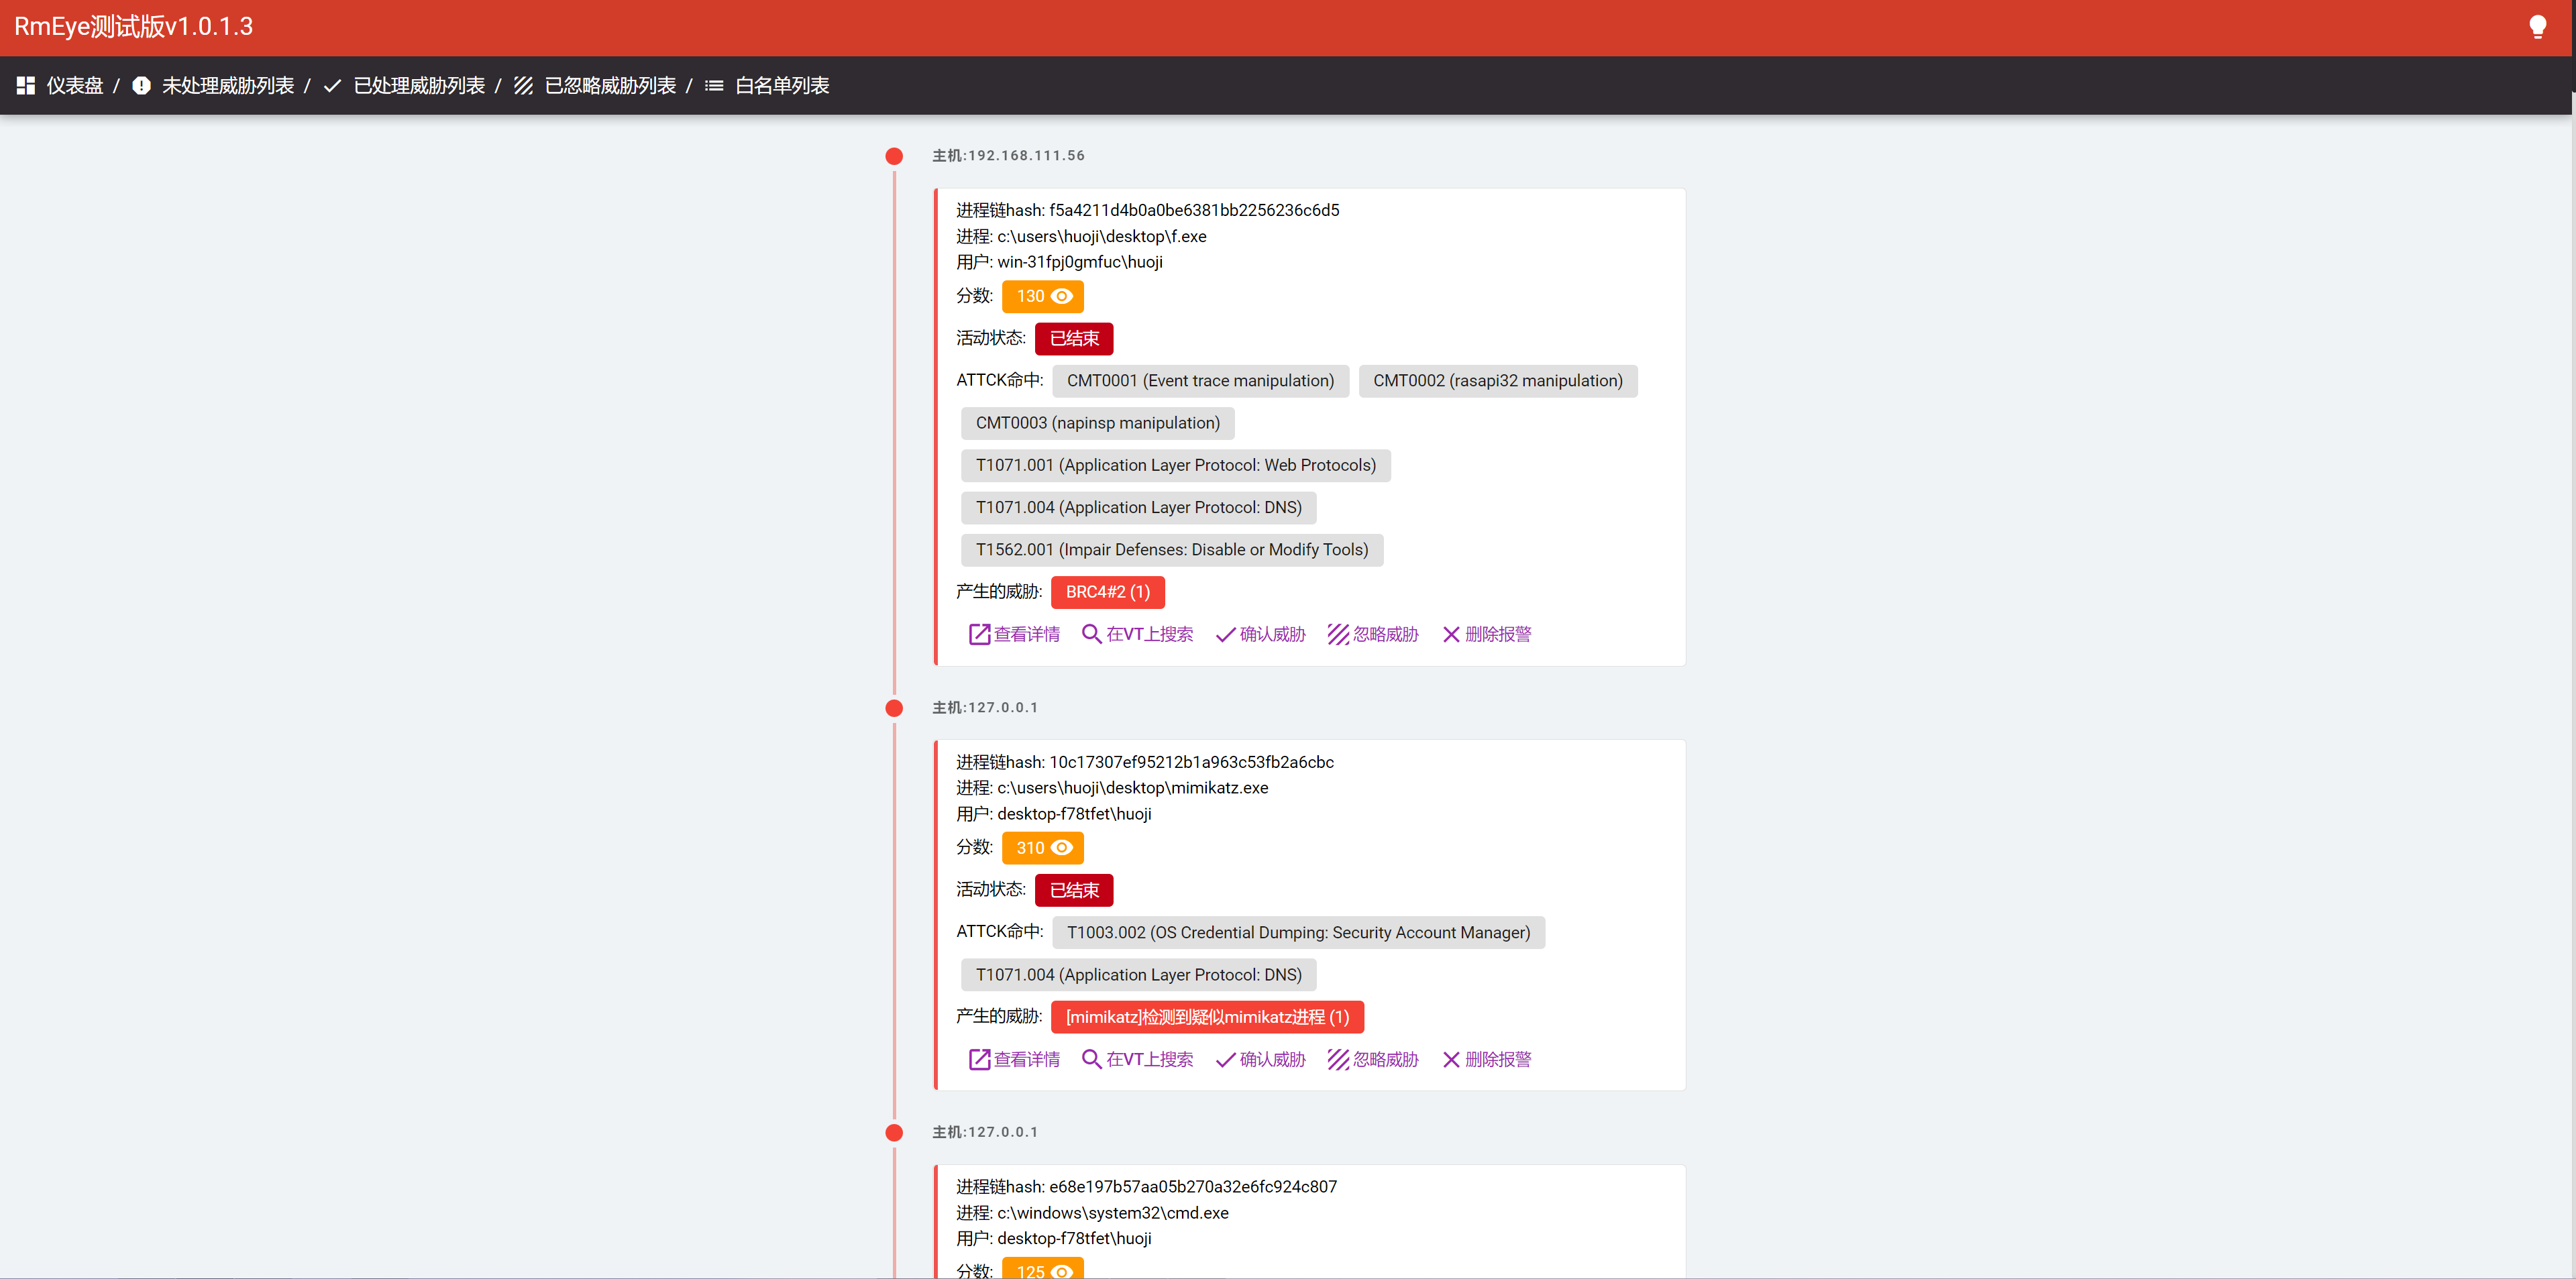 RmEye测试版v1.0.1.3
仪表盘 / 未处理威胁列表 / 已处理威胁列表 / 已忽略威胁列表 / 白名单列表
主机:192.168.111.56
进程链hash: f5a4211d4b0a0be6381bb2256236c6d5
进程: c:\users\huoji\desktop\f.exe
用户: win-31fpj0gmfuc\huoji
分数: 130
活动状态: 已结束
ATTCK命中: CMT0001 (Event trace manipulation) CMT0002 (rasapi32 manipulation)
CMT0003 (napinsp manipulation)
T1071.001 (Application Layer Protocol: Web Protocols)
T1071.004 (Application Layer Protocol: DNS)
T1562.001 (Impair Defenses: Disable or Modify Tools)
产生的威胁: BRC4#2 (1)
查看详情 在VT上搜索 确认威胁 忽略威胁 删除报警
主机:127.0.0.1
进程链hash: 10c17307ef95212b1a963c53fb2a6cbc
进程: c:\users\huoji\desktop\mimikatz.exe
用户: desktop-f78tfet\huoji
分数: 310
活动状态: 已结束
ATTCK命中: T1003.002 (OS Credential Dumping: Security Account Manager)
T1071.004 (Application Layer Protocol: DNS)
产生的威胁: [mimikatz]检测到疑似mimikatz进程 (1)
查看详情 在VT上搜索 确认威胁 忽略威胁 删除报警
主机:127.0.0.1
进程链hash: e68e197b57aa05b270a32e6fc924c807
进程: c:\windows\system32\cmd.exe
用户: desktop-f78tfet\huoji
分数: 125